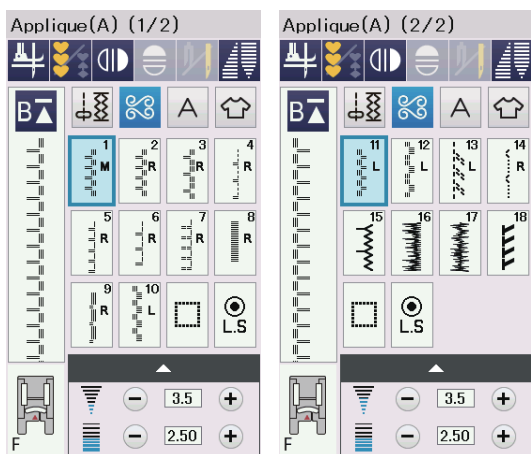 Applique(A) (1/2)
B
A
1 M
2 R
3 R
4 R
5 R
6 R
7 R
8 R
9 R
10 L
L.S
3.5
2.50
A
F
Applique(A) (2/2)
B
A
11 L
12 L
13 L
14 R
15
16
17
18
L.S
3.5
2.50
A
F